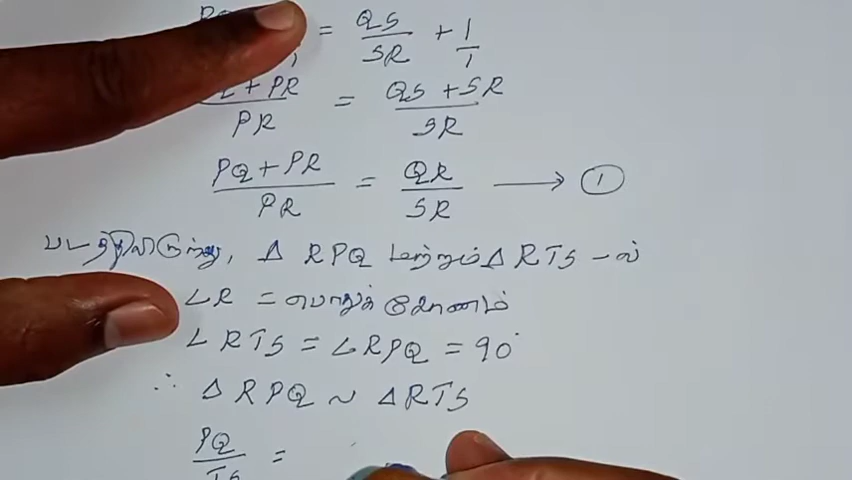 = QS/SR + 1/1
+ PR/PR = QS + SR/SR
PQ + PR/PR = QR/SR → ①
படத்திலிருந்து, Δ RPQ மற்றும் Δ RTS - ல்
∠R = பொதுக் கோணம்
∠RTS = ∠RPQ = 90°
∴ Δ RPQ ~ Δ RTS
PQ/TS =